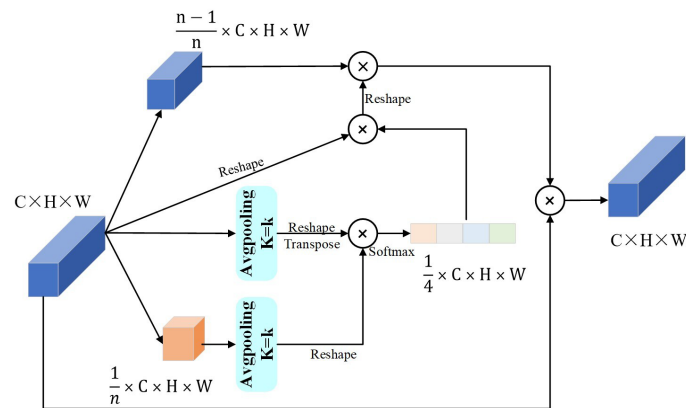 n−1
n
× C × H × W
×
Reshape
×
Reshape
C×H×W
Avgpooling
K=k
Reshape
Transpose
×
Softmax
×
C×H×W
1
4
× C × H × W
Avgpooling
K=k
Reshape
1
n
× C × H × W